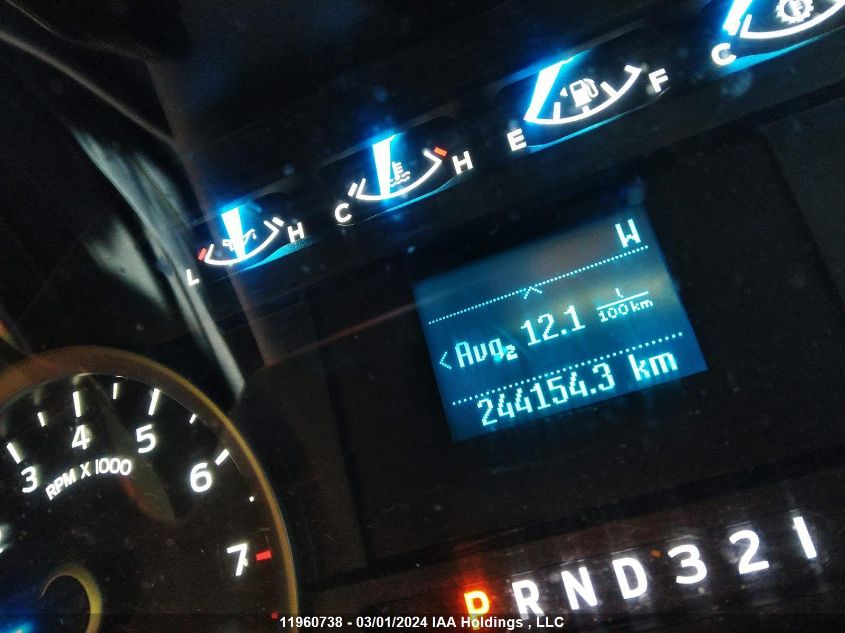 C
E F
C H
L H
W
Avg2 12.1 l/100km
244154.3 km
3 4 5 6 7
RPM X 1000
P R N D 3 2 1
11960738 - 03/01/2024 IAA Holdings , LLC